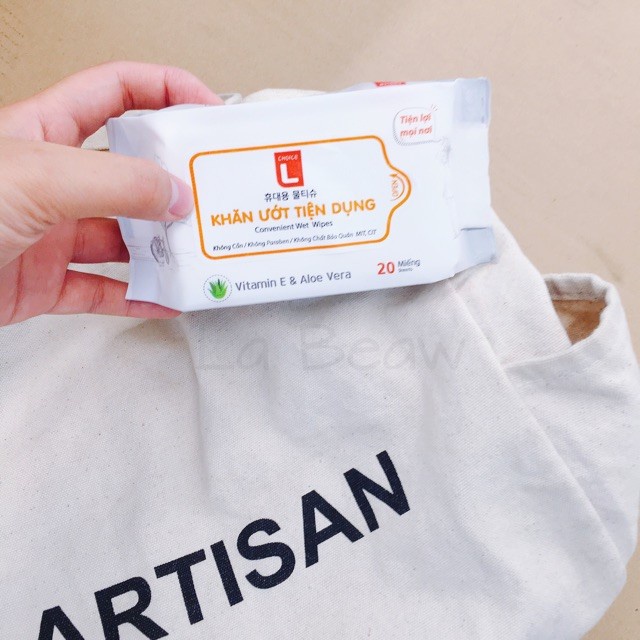 Tiện lợi
mọi nơi
CHOICE
L
휴대용 물티슈
KHĂN ƯỚT TIỆN DỤNG
Convenient Wet Wipes
Không Cồn / Không Paraben / Không Chất Bảo Quản MIT, CIT
Vitamin E & Aloe Vera
20 Miếng
Sheets
La Beaw
ARTISAN